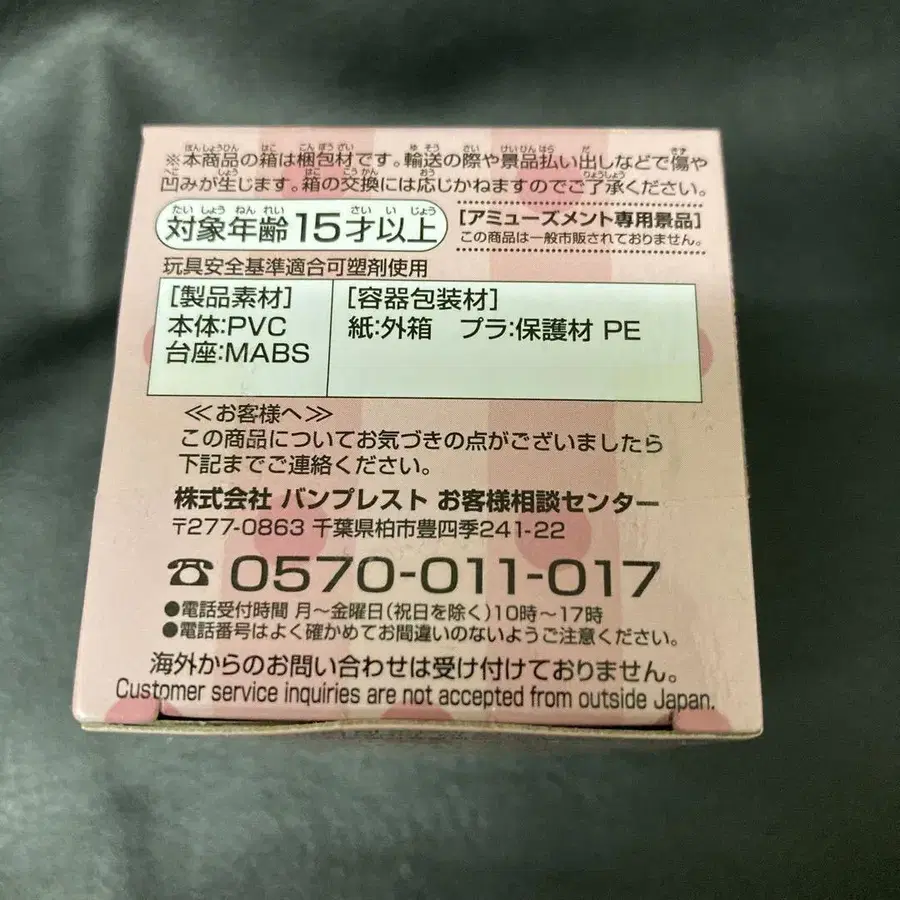 ※本商品の箱は梱包材です。輸送の際や景品払い出しなどで傷や
凹みが生じます。箱の交換には応じかねますのでご了承ください。
対象年齢15才以上
[アミューズメント専用景品]
この商品は一般市販されておりません。
玩具安全基準適合可塑剤使用
[製品素材]
本体:PVC
台座:MABS
[容器包装材]
紙:外箱 プラ:保護材 PE
≪お客様へ≫
この商品についてお気づきの点がございましたら
下記までご連絡ください。
株式会社 バンプレスト お客様相談センター
〒277-0863 千葉県柏市豊四季241-22
☎ 0570-011-017
●電話受付時間 月～金曜日(祝日を除く)10時～17時
●電話番号はよく確かめてお間違いのないようご注意ください。
海外からのお問い合わせは受け付けておりません。
Customer service inquiries are not accepted from outside Japan.